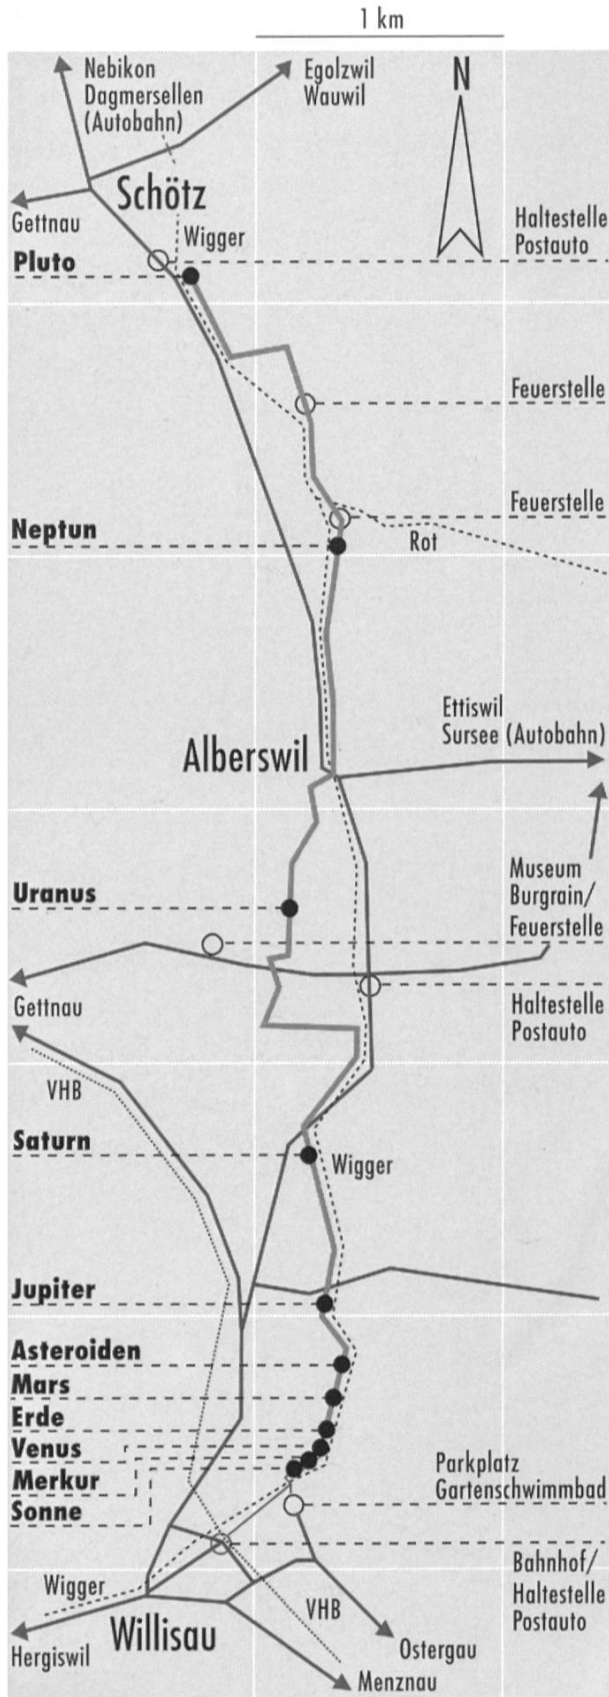 1 km
Nebikon
Dagmersellen
(Autobahn)
Egolzwil
Wauwil
N
Schötz
Gettnau
Wigger
Haltestelle
Postauto
Pluto
Feuerstelle
Feuerstelle
Neptun
Rot
Ettiswil
Sursee (Autobahn)
Alberswil
Museum
Burgrain/
Feuerstelle
Uranus
Gettnau
Haltestelle
Postauto
VHB
Saturn
Wigger
Jupiter
Asteroiden
Mars
Erde
Venus
Merkur
Sonne
Parkplatz
Gartenschwimmbad
Bahnhof/
Haltestelle
Postauto
Wigger
VHB
Willisau
Hergiswil
Ostergau
Menznau